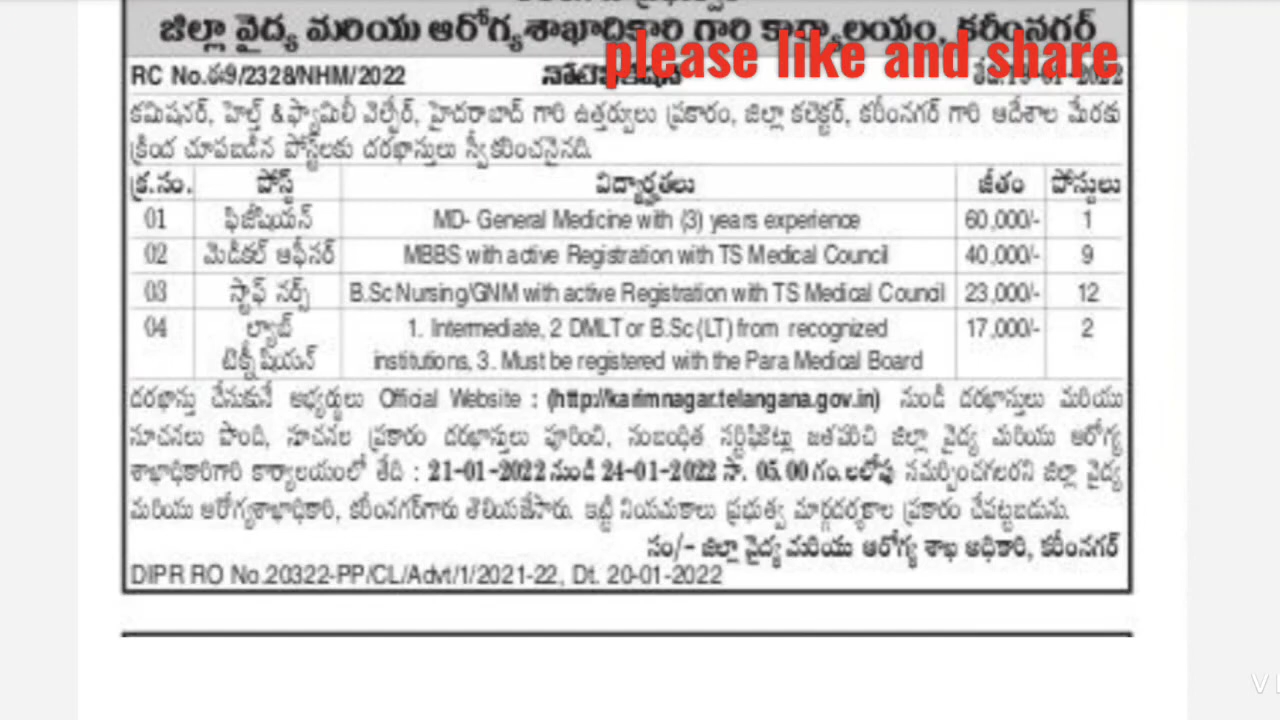 జిల్లా వైద్య మరియు ఆరోగ్యశాఖాధికారి గారి కార్యాలయం, కరీంనగర్
please like and share
RC No.ఈ9/2328/NHM/2022 నోటిఫికేషన్
కమిషనర్, హెల్త్ &ఫ్యామిలీ వెల్ఫేర్, హైదరాబాద్ గారి ఉత్తర్వులు ప్రకారం, జిల్లా కలెక్టర్, కరీంనగర్ గారి ఆదేశాల మేరకు
క్రింద చూపబడిన పోస్ట్‌లకు దరఖాస్తులు స్వీకరించనైనది.
క్ర.సం. పోస్ట్ విద్యార్హతలు జీతం పోస్టులు
01 ఫిజీషియన్ MD- General Medicine with (3) years experience 60,000/- 1
02 మెడికల్ ఆఫీసర్ MBBS with active Registration with TS Medical Council 40,000/- 9
03 స్టాఫ్ నర్స్ B.Sc Nursing/GNM with active Registration with TS Medical Council 23,000/- 12
04 ల్యాబ్ 1. Intermediate, 2 DMLT or B.Sc (LT) from recognized 17,000/- 2
టెక్నీషియన్ institutions, 3. Must be registered with the Para Medical Board
దరఖాస్తు చేసుకునే అభ్యర్థులు Official Website : (http://karimnagar.telangana.gov.in) నుండి దరఖాస్తులు మరియు
సూచనలు పొంది, సూచనల ప్రకారం దరఖాస్తులు పూరించి, సంబంధిత సర్టిఫికెట్లు జతపరిచి జిల్లా వైద్య మరియు ఆరోగ్య
శాఖాధికారిగారి కార్యాలయంలో తేది : 21-01-2022 నుండి 24-01-2022 సా. 05.00 గం.లలోపు సమర్పించగలరని జిల్లా వైద్య
మరియు ఆరోగ్యశాఖాధికారి, కరీంనగర్‌గారు తెలియజేసారు. ఇట్టి నియమకాలు ప్రభుత్వ మార్గదర్శకాల ప్రకారం చేపట్టబడును.
సం/- జిల్లా వైద్య మరియు ఆరోగ్య శాఖ అధికారి, కరీంనగర్
DIPR RO No.20322-PP/CL/Advt/1/2021-22, Dt. 20-01-2022